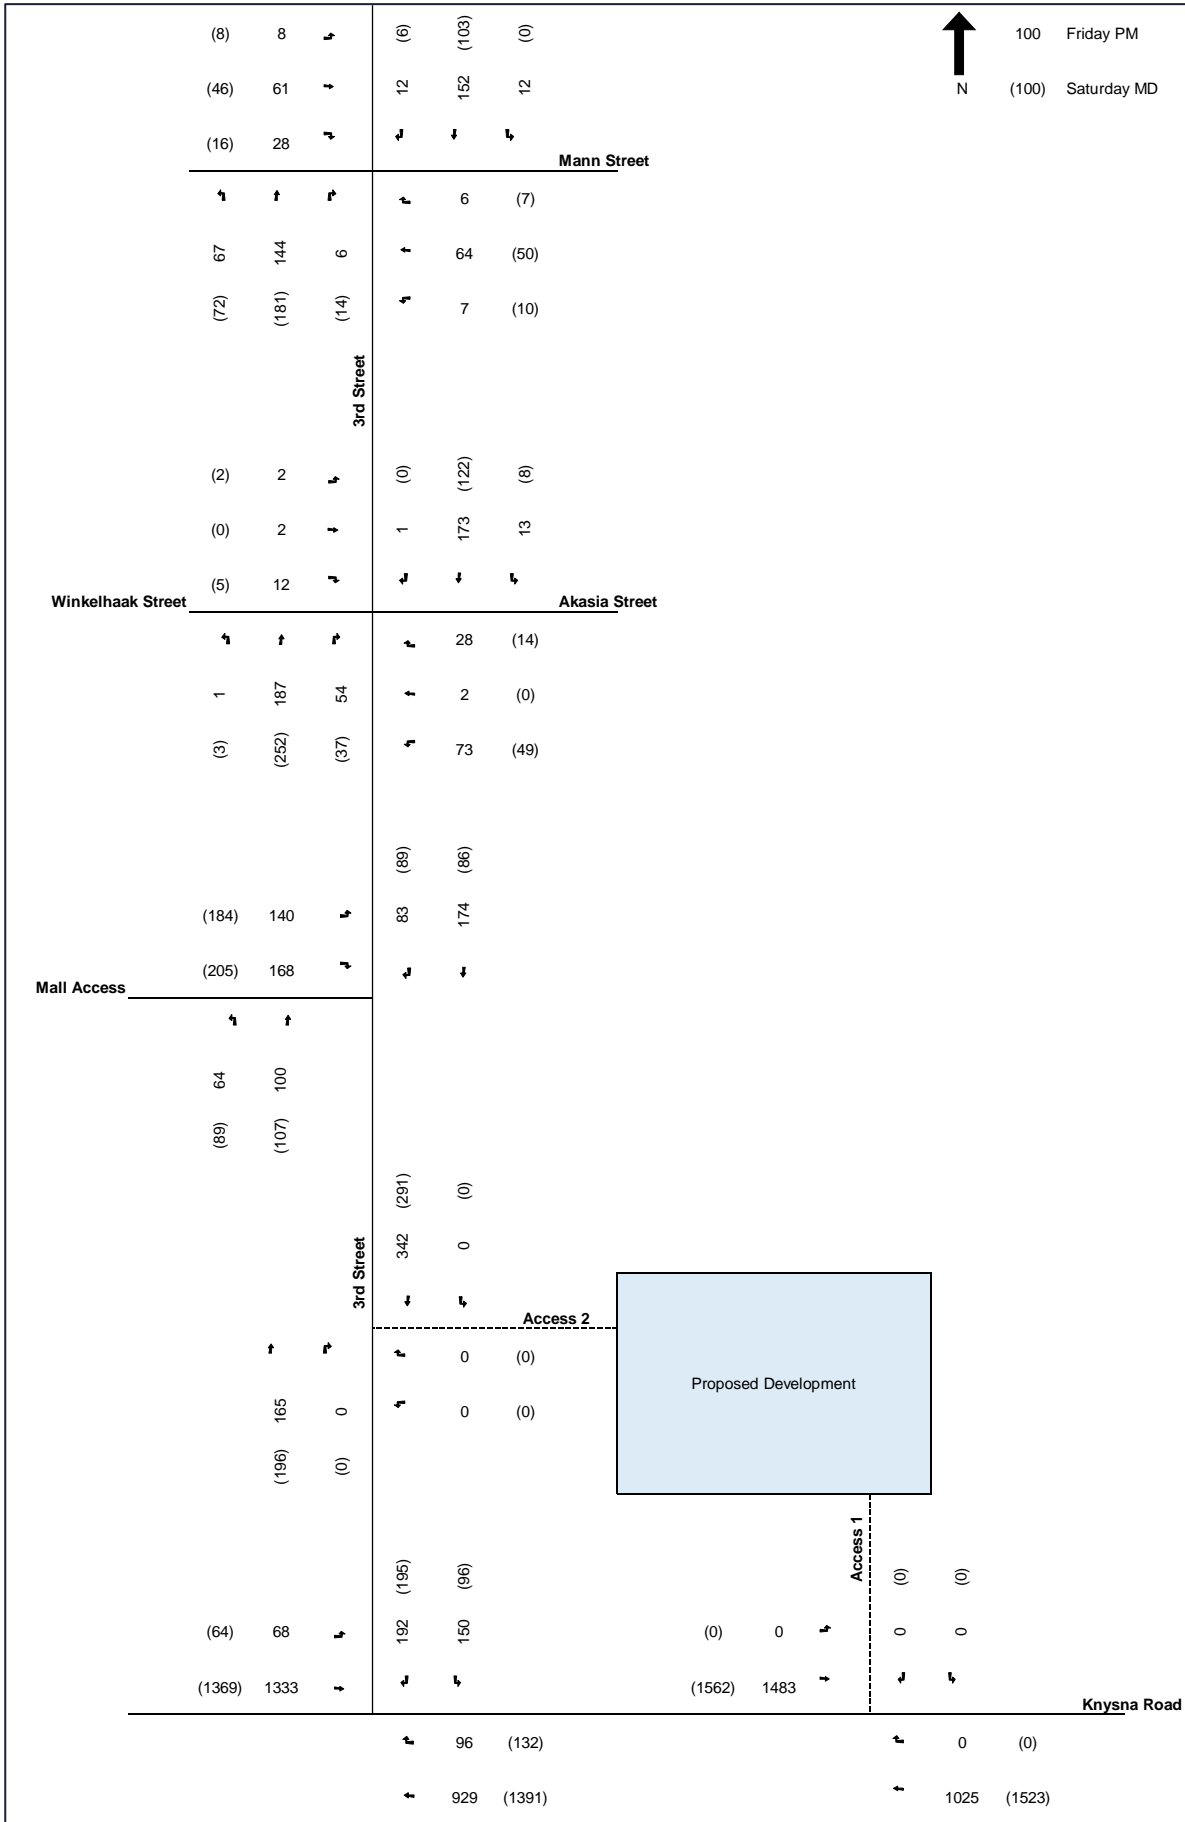 (8) 8 (6) (103) (0) 100 Friday PM
(46) 61 12 152 12 N (100) Saturday MD
(16) 28
Mann Street
6 (7)
67 144 6 64 (50)
(72) (181) (14) 7 (10)
3rd Street
(2) 2 (0) (122) (8)
(0) 2 1 173 13
(5) 12
Winkelhaak Street Akasia Street
28 (14)
1 187 54 2 (0)
(3) (252) (37) 73 (49)
(89) (86)
(184) 140 83 174
(205) 168
Mall Access
64 100
(89) (107)
(291) (0)
342 0
3rd Street
Access 2
0 (0)
Proposed Development
165 0 0 (0)
(196) (0)
Access 1
(195) (96) (0) (0)
(64) 68 192 150 (0) 0 0 0
(1369) 1333 (1562) 1483
Knysna Road
96 (132) 0 (0)
929 (1391) 1025 (1523)